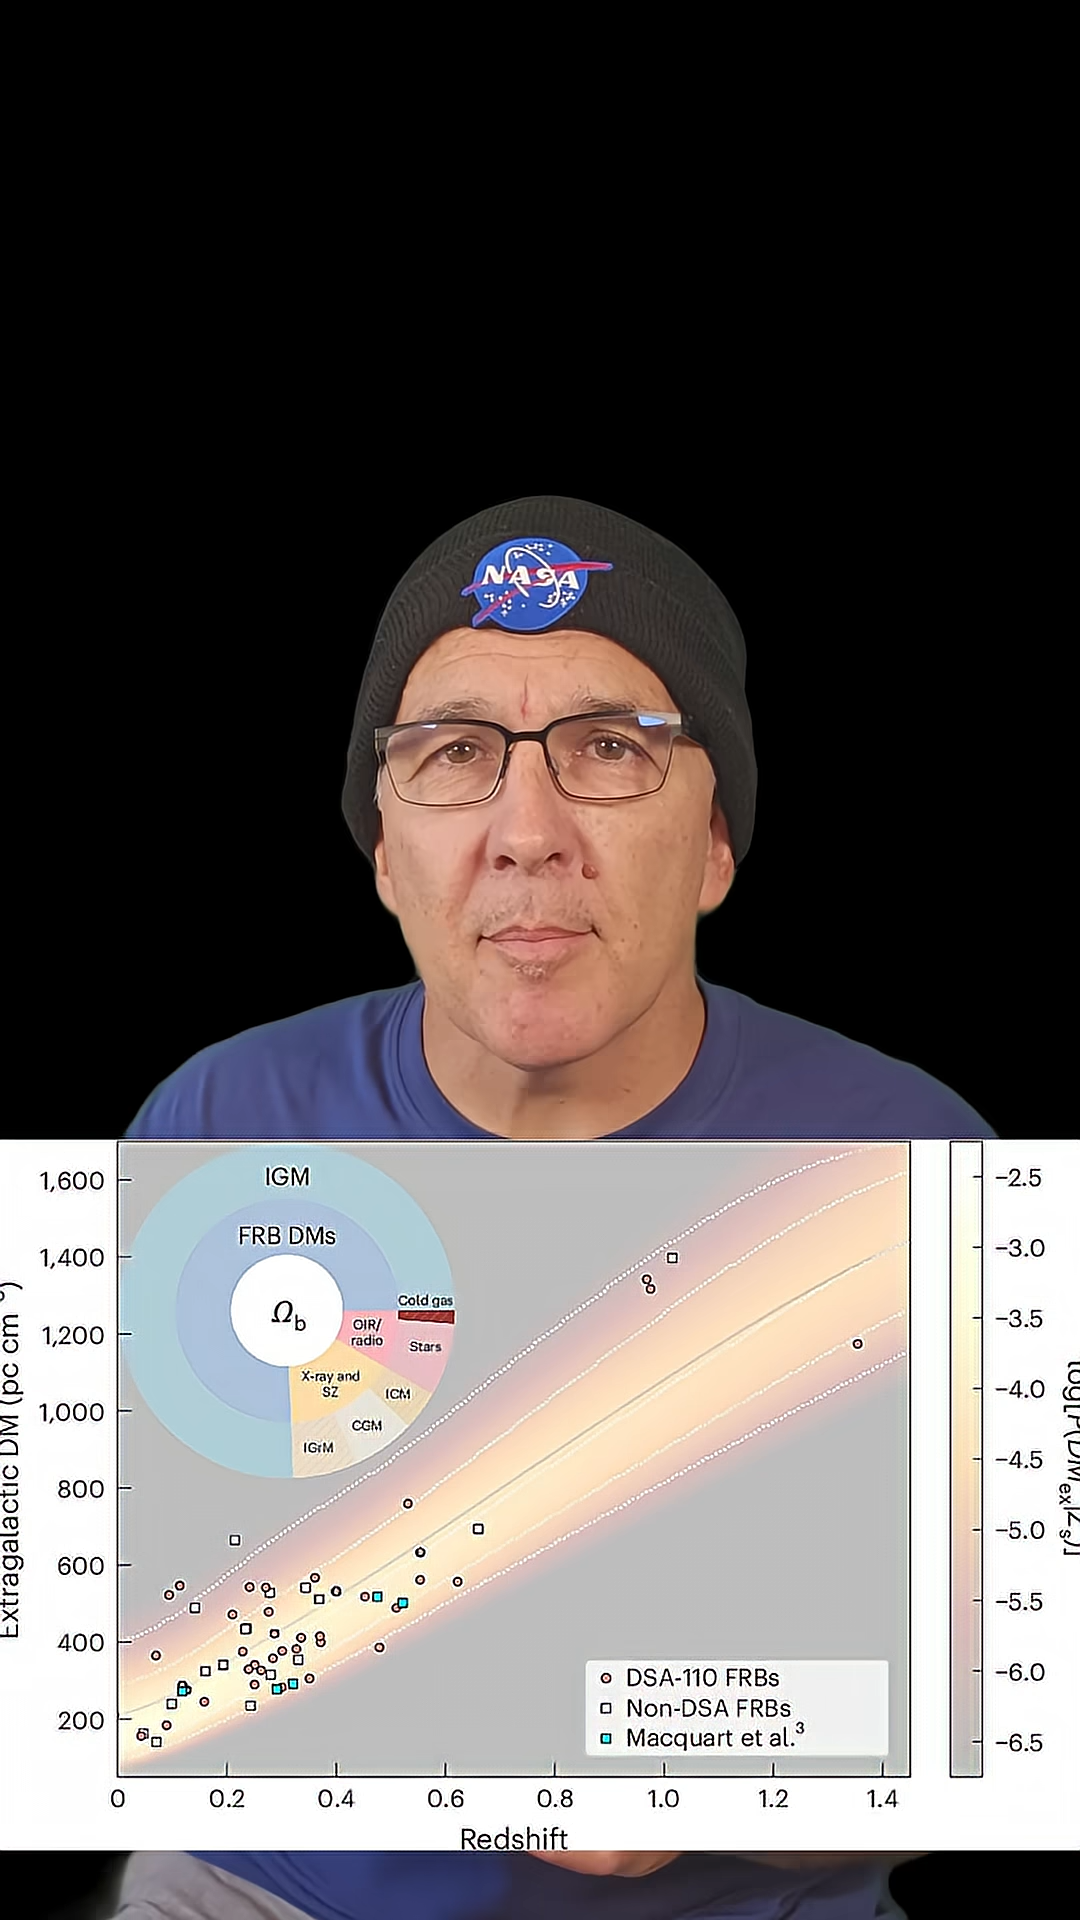 NASA
1,600
1,400
1,200
1,000
800
600
400
200
Extragalactic DM (pc cm
IGM
FRB DMs
Ωb
Cold gas
OIR/
radio
Stars
X-ray and
SZ
ICM
CGM
IGrM
DSA-110 FRBs
Non-DSA FRBs
Macquart et al.³
0
0.2
0.4
0.6
0.8
1.0
1.2
1.4
Redshift
−2.5
−3.0
−3.5
−4.0
−4.5
−5.0
−5.5
−6.0
−6.5